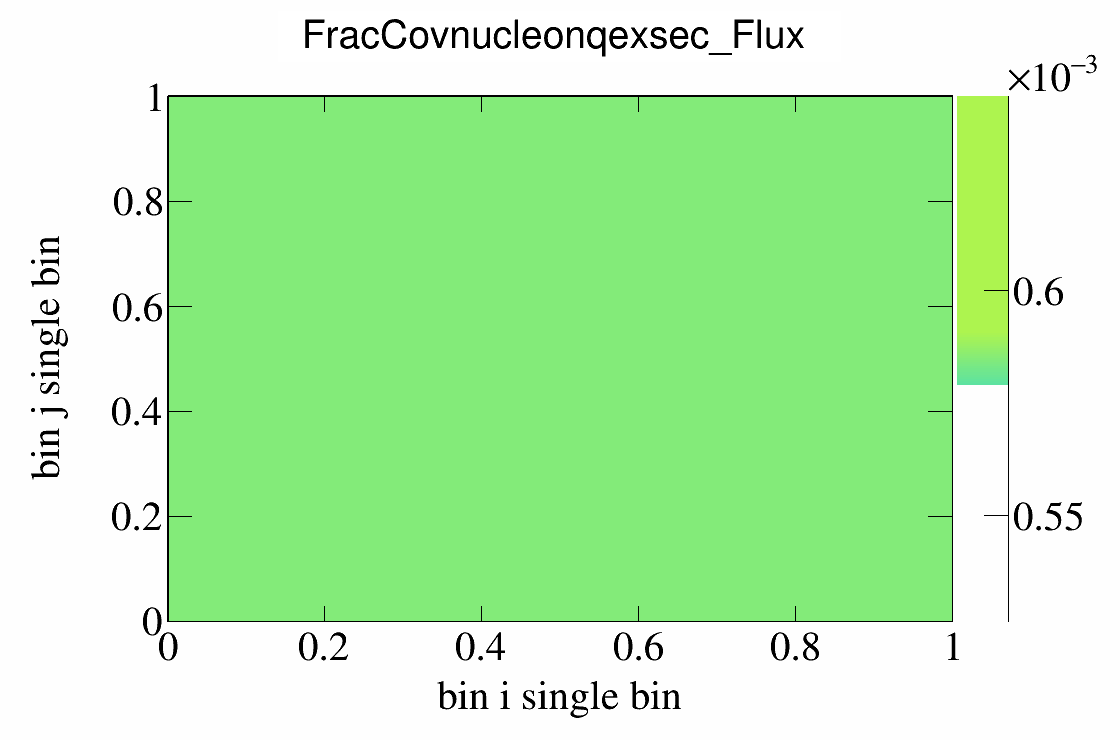 FracCovnucleonqexsec_Flux
×10⁻³
1
0.8
0.6
0.4
0.2
0
0 0.2 0.4 0.6 0.8 1
0.6
0.55
bin j single bin
bin i single bin